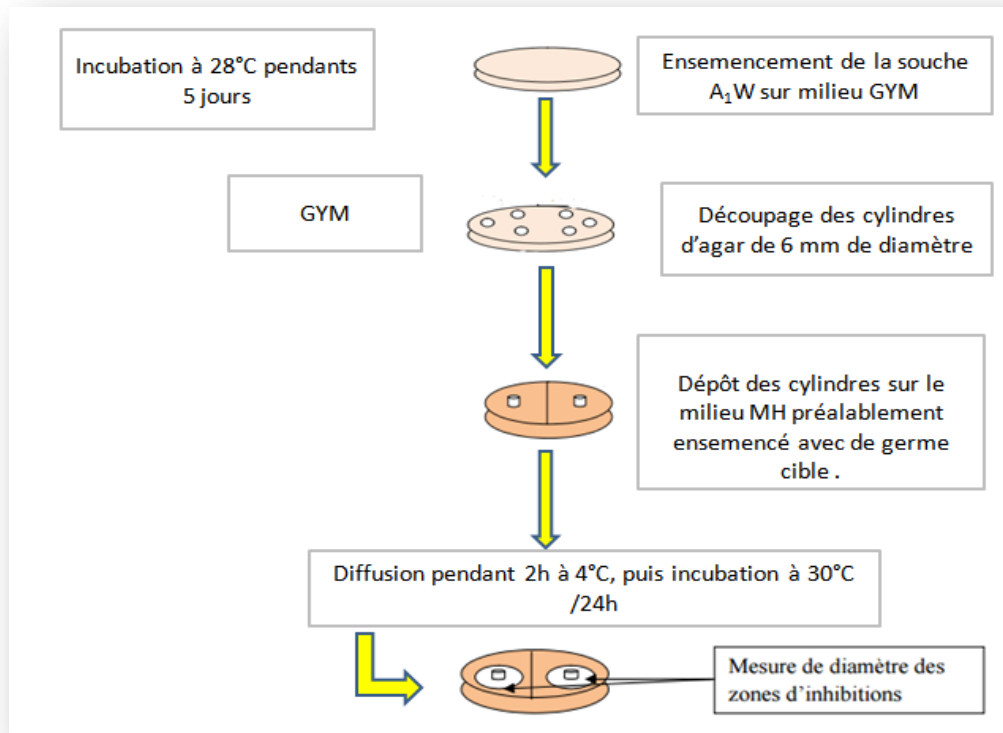 Incubation à 28°C pendants
5 jours
Ensemencement de la souche
A₁W sur milieu GYM
GYM
Découpage des cylindres
d’agar de 6 mm de diamètre
Dépôt des cylindres sur le
milieu MH préalablement
ensemencé avec de germe
cible .
Diffusion pendant 2h à 4°C, puis incubation à 30°C
/24h
Mesure de diamètre des
zones d’inhibitions